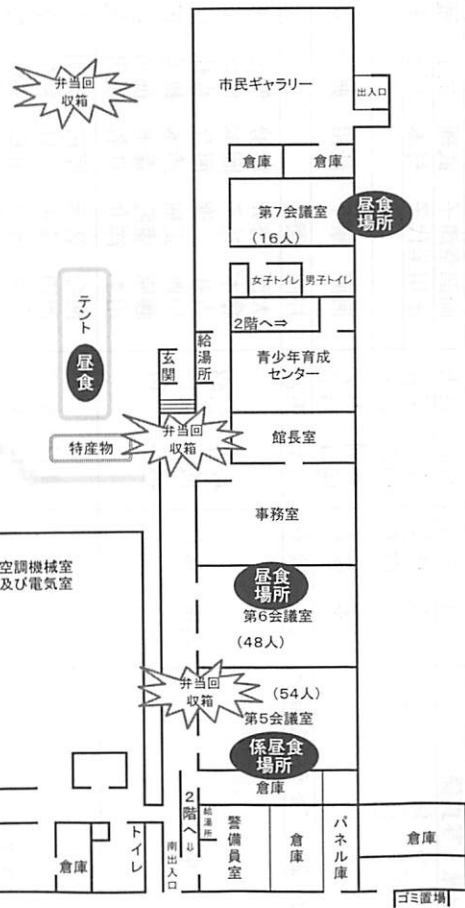 弁当回
収箱
市民ギャラリー
出入口
倉庫
倉庫
第7会議室
(16人)
昼食
場所
女子トイレ
男子トイレ
2階へ⇒
テント
昼食
玄関
給湯所
青少年育成
センター
特産物
弁当回
収箱
館長室
事務室
空調機械室
及び電気室
昼食
場所
第6会議室
(48人)
弁当回
収箱
(54人)
第5会議室
係昼食
場所
倉庫
2階へ⇩
給湯所
警備員室
倉庫
パネル庫
倉庫
倉庫
トイレ
南出入口
ゴミ置場